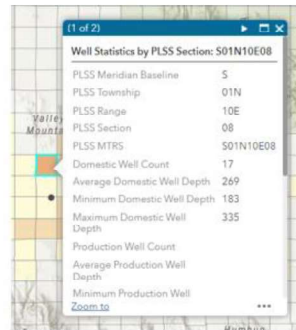 (1 of 2)
Well Statistics by PLSS Section: S01N10E08
PLSS Meridian Baseline S
PLSS Township 01N
PLSS Range 10E
PLSS Section 08
PLSS MTRS S01N10E08
Domestic Well Count 17
Average Domestic Well Depth 269
Minimum Domestic Well Depth 183
Maximum Domestic Well 335
Depth
Production Well Count
Average Production Well
Depth
Minimum Production Well
Zoom to
Valley
Mounta